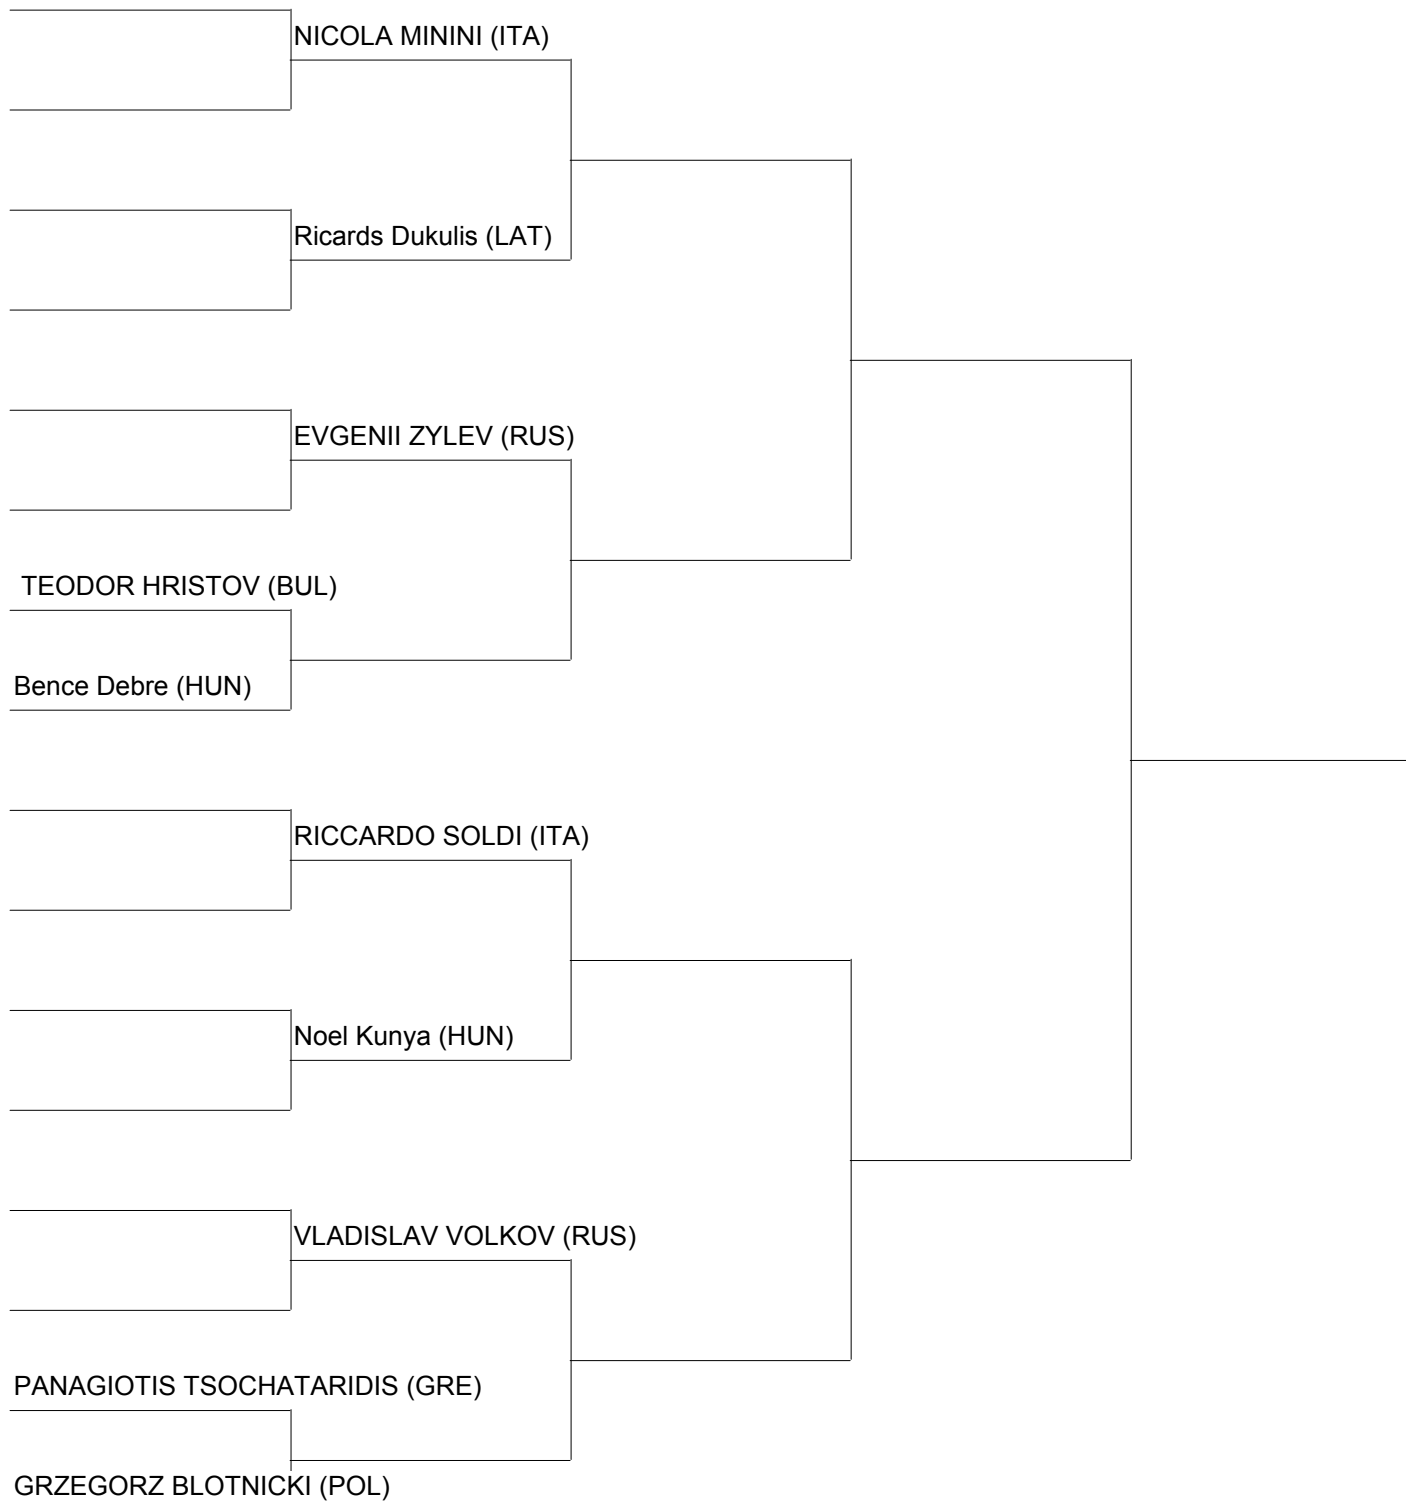 NICOLA MININI (ITA)
Ricards Dukulis (LAT)
EVGENII ZYLEV (RUS)
TEODOR HRISTOV (BUL)
Bence Debre (HUN)
RICCARDO SOLDI (ITA)
Noel Kunya (HUN)
VLADISLAV VOLKOV (RUS)
PANAGIOTIS TSOCHATARIDIS (GRE)
GRZEGORZ BLOTNICKI (POL)